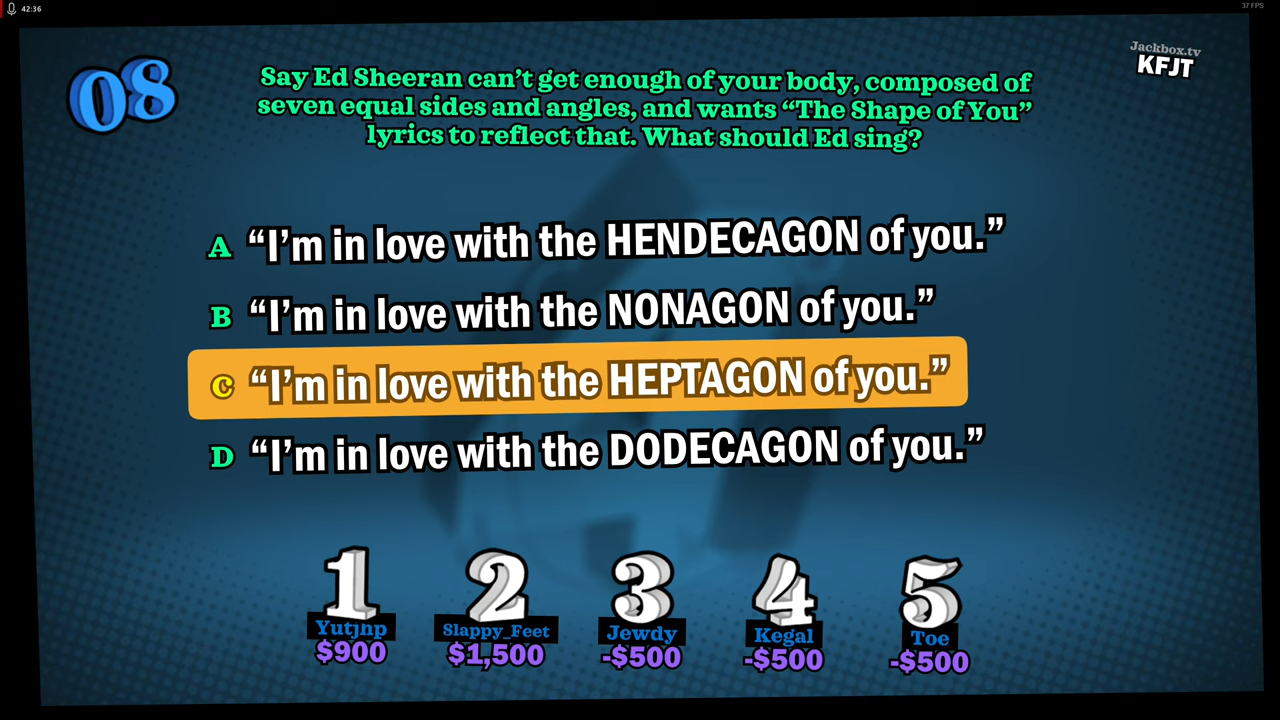 42:36
37 FPS
Jackbox.tv
KFJT
08
Say Ed Sheeran can't get enough of your body, composed of
seven equal sides and angles, and wants “The Shape of You”
lyrics to reflect that. What should Ed sing?
A “I'm in love with the HENDECAGON of you.”
B “I'm in love with the NONAGON of you.”
C “I'm in love with the HEPTAGON of you.”
D “I'm in love with the DODECAGON of you.”
1 2 3 4 5
Yutjnp Slappy_Feet Jewdy Kegal Toe
$900 $1,500 -$500 -$500 -$500